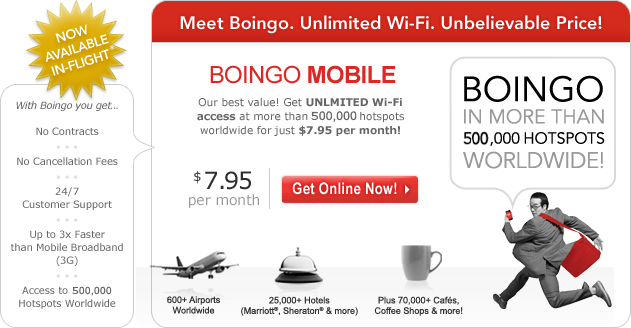 Meet Boingo. Unlimited Wi-Fi. Unbelievable Price!
NOW
AVAILABLE
IN-FLIGHT*
With Boingo you get...
No Contracts
No Cancellation Fees
24/7
Customer Support
Up to 3x Faster
than Mobile Broadband
(3G)
Access to 500,000
Hotspots Worldwide
BOINGO MOBILE
Our best value! Get UNLMITED Wi-Fi
access at more than 500,000 hotspots
worldwide for just $7.95 per month!
$7.95
per month
Get Online Now!
BOINGO
IN MORE THAN
500,000 HOTSPOTS
WORLDWIDE!
600+ Airports
Worldwide
25,000+ Hotels
(Marriott®, Sheraton® & more)
Plus 70,000+ Cafés,
Coffee Shops & more!